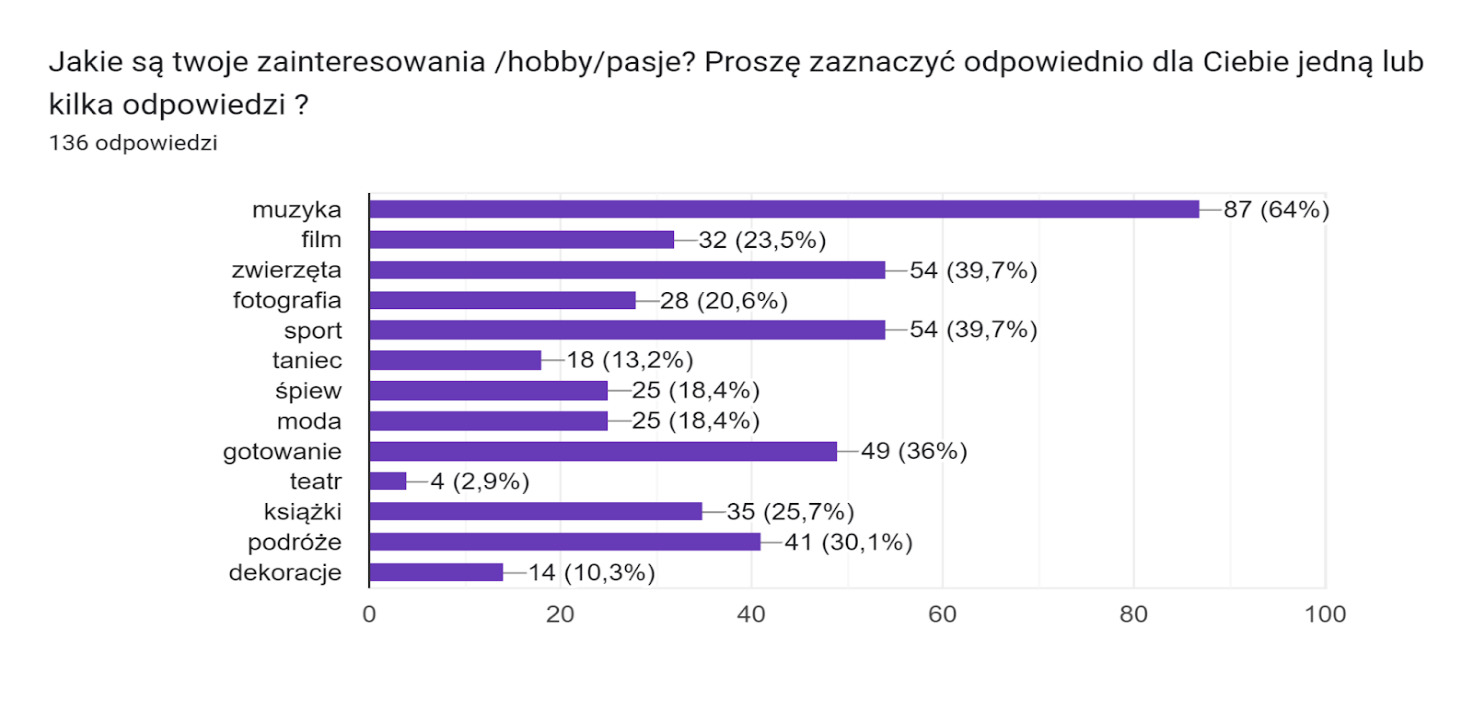 Jakie są twoje zainteresowania /hobby/pasje? Proszę zaznaczyć odpowiednio dla Ciebie jedną lub
kilka odpowiedzi ?
136 odpowiedzi
muzyka 87 (64%)
film 32 (23,5%)
zwierzęta 54 (39,7%)
fotografia 28 (20,6%)
sport 54 (39,7%)
taniec 18 (13,2%)
śpiew 25 (18,4%)
moda 25 (18,4%)
gotowanie 49 (36%)
teatr 4 (2,9%)
książki 35 (25,7%)
podróże 41 (30,1%)
dekoracje 14 (10,3%)
0 20 40 60 80 100